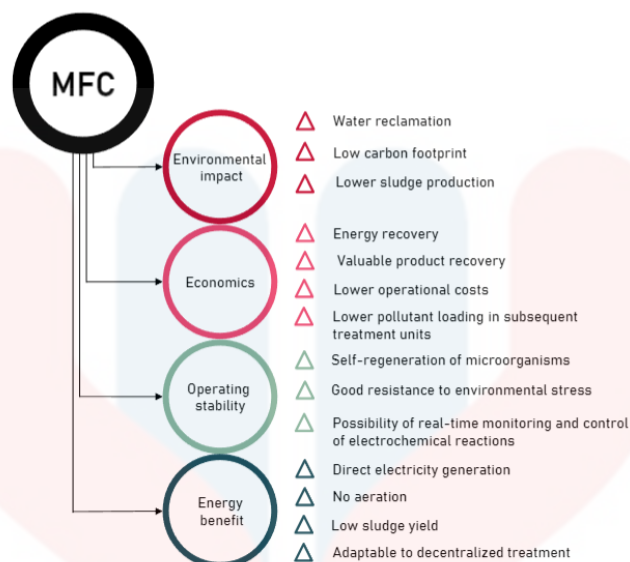 MFC
Environmental
impact
Water reclamation
Low carbon footprint
Lower sludge production
Economics
Energy recovery
Valuable product recovery
Lower operational costs
Lower pollutant loading in subsequent
treatment units
Operating
stability
Self-regeneration of microorganisms
Good resistance to environmental stress
Possibility of real-time monitoring and control
of electrochemical reactions
Energy
benefit
Direct electricity generation
No aeration
Low sludge yield
Adaptable to decentralized treatment